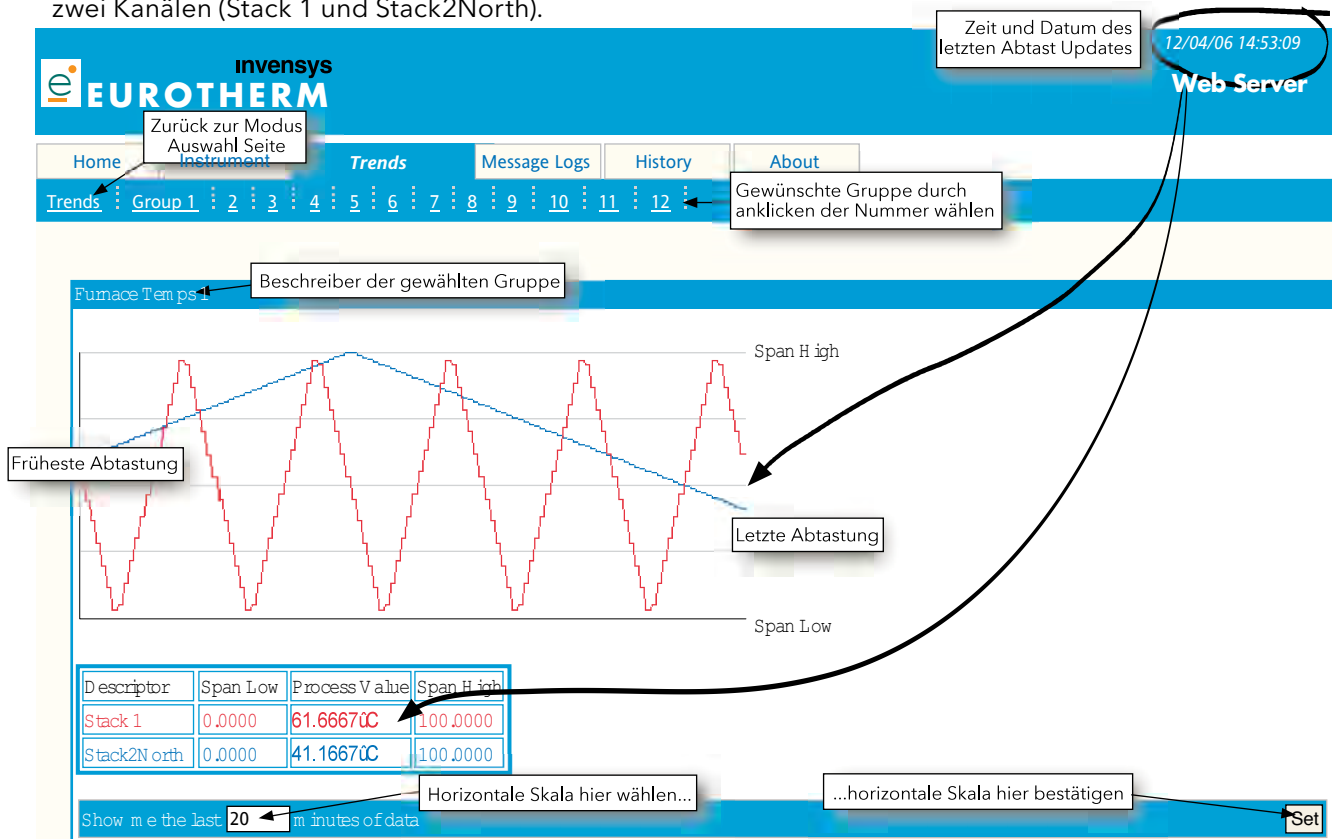 zwei Kanälen (Stack 1 und Stack2North).
Zeit und Datum des
letzten Abtast Updates
12/04/06 14:53:09
invensys
EUROTHERM
Web Server
Zurück zur Modus
Auswahl Seite
Home
Instrument
Trends
Message Logs
History
About
Trends Group 1 2 3 4 5 6 7 8 9 10 11 12
Gewünschte Gruppe durch
anklicken der Nummer wählen
Furnace Temps 1
Beschreiber der gewählten Gruppe
Span High
Früheste Abtastung
Letzte Abtastung
Span Low
Descriptor Span Low Process Value Span High
Stack 1 0.0000 61.6667ûC 100.0000
Stack2North 0.0000 41.1667ûC 100.0000
Horizontale Skala hier wählen...
...horizontale Skala hier bestätigen
Show me the last 20 minutes of data
Set